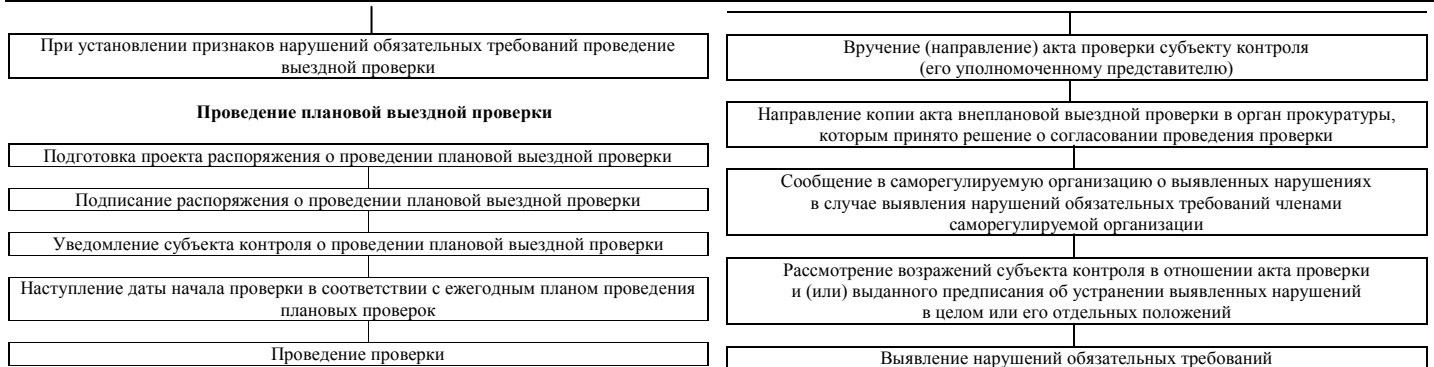 При установлении признаков нарушений обязательных требований проведение
выездной проверки
Проведение плановой выездной проверки
Подготовка проекта распоряжения о проведении плановой выездной проверки
Подписание распоряжения о проведении плановой выездной проверки
Уведомление субъекта контроля о проведении плановой выездной проверки
Наступление даты начала проверки в соответствии с ежегодным планом проведения
плановых проверок
Проведение проверки
Вручение (направление) акта проверки субъекту контроля
(его уполномоченному представителю)
Направление копии акта внеплановой выездной проверки в орган прокуратуры,
которым принято решение о согласовании проведения проверки
Сообщение в саморегулируемую организацию о выявленных нарушениях
в случае выявления нарушений обязательных требований членами
саморегулируемой организации
Рассмотрение возражений субъекта контроля в отношении акта проверки
и (или) выданного предписания об устранении выявленных нарушений
в целом или его отдельных положений
Выявление нарушений обязательных требований